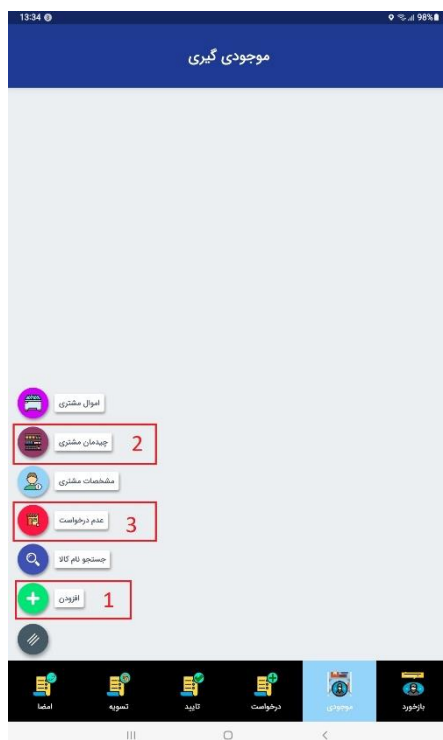 13:34
98%
موجودی گیری
اموال مشتری
چیدمان مشتری 2
مشخصات مشتری
عدم درخواست 3
جستجو نام کالا
افزودن 1
بازخورد موجودی درخواست تایید تسویه امضا